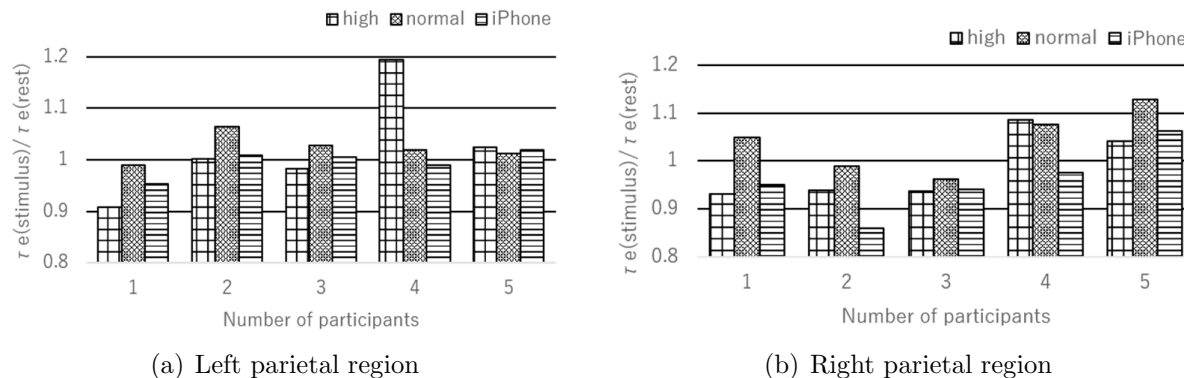 high normal iPhone
τ e(stimulus)/ τ e(rest)
1.2
1.1
1
0.9
0.8
1 2 3 4 5
Number of participants
(a) Left parietal region
high normal iPhone
τ e(stimulus)/ τ e(rest)
1.2
1.1
1
0.9
0.8
1 2 3 4 5
Number of participants
(b) Right parietal region